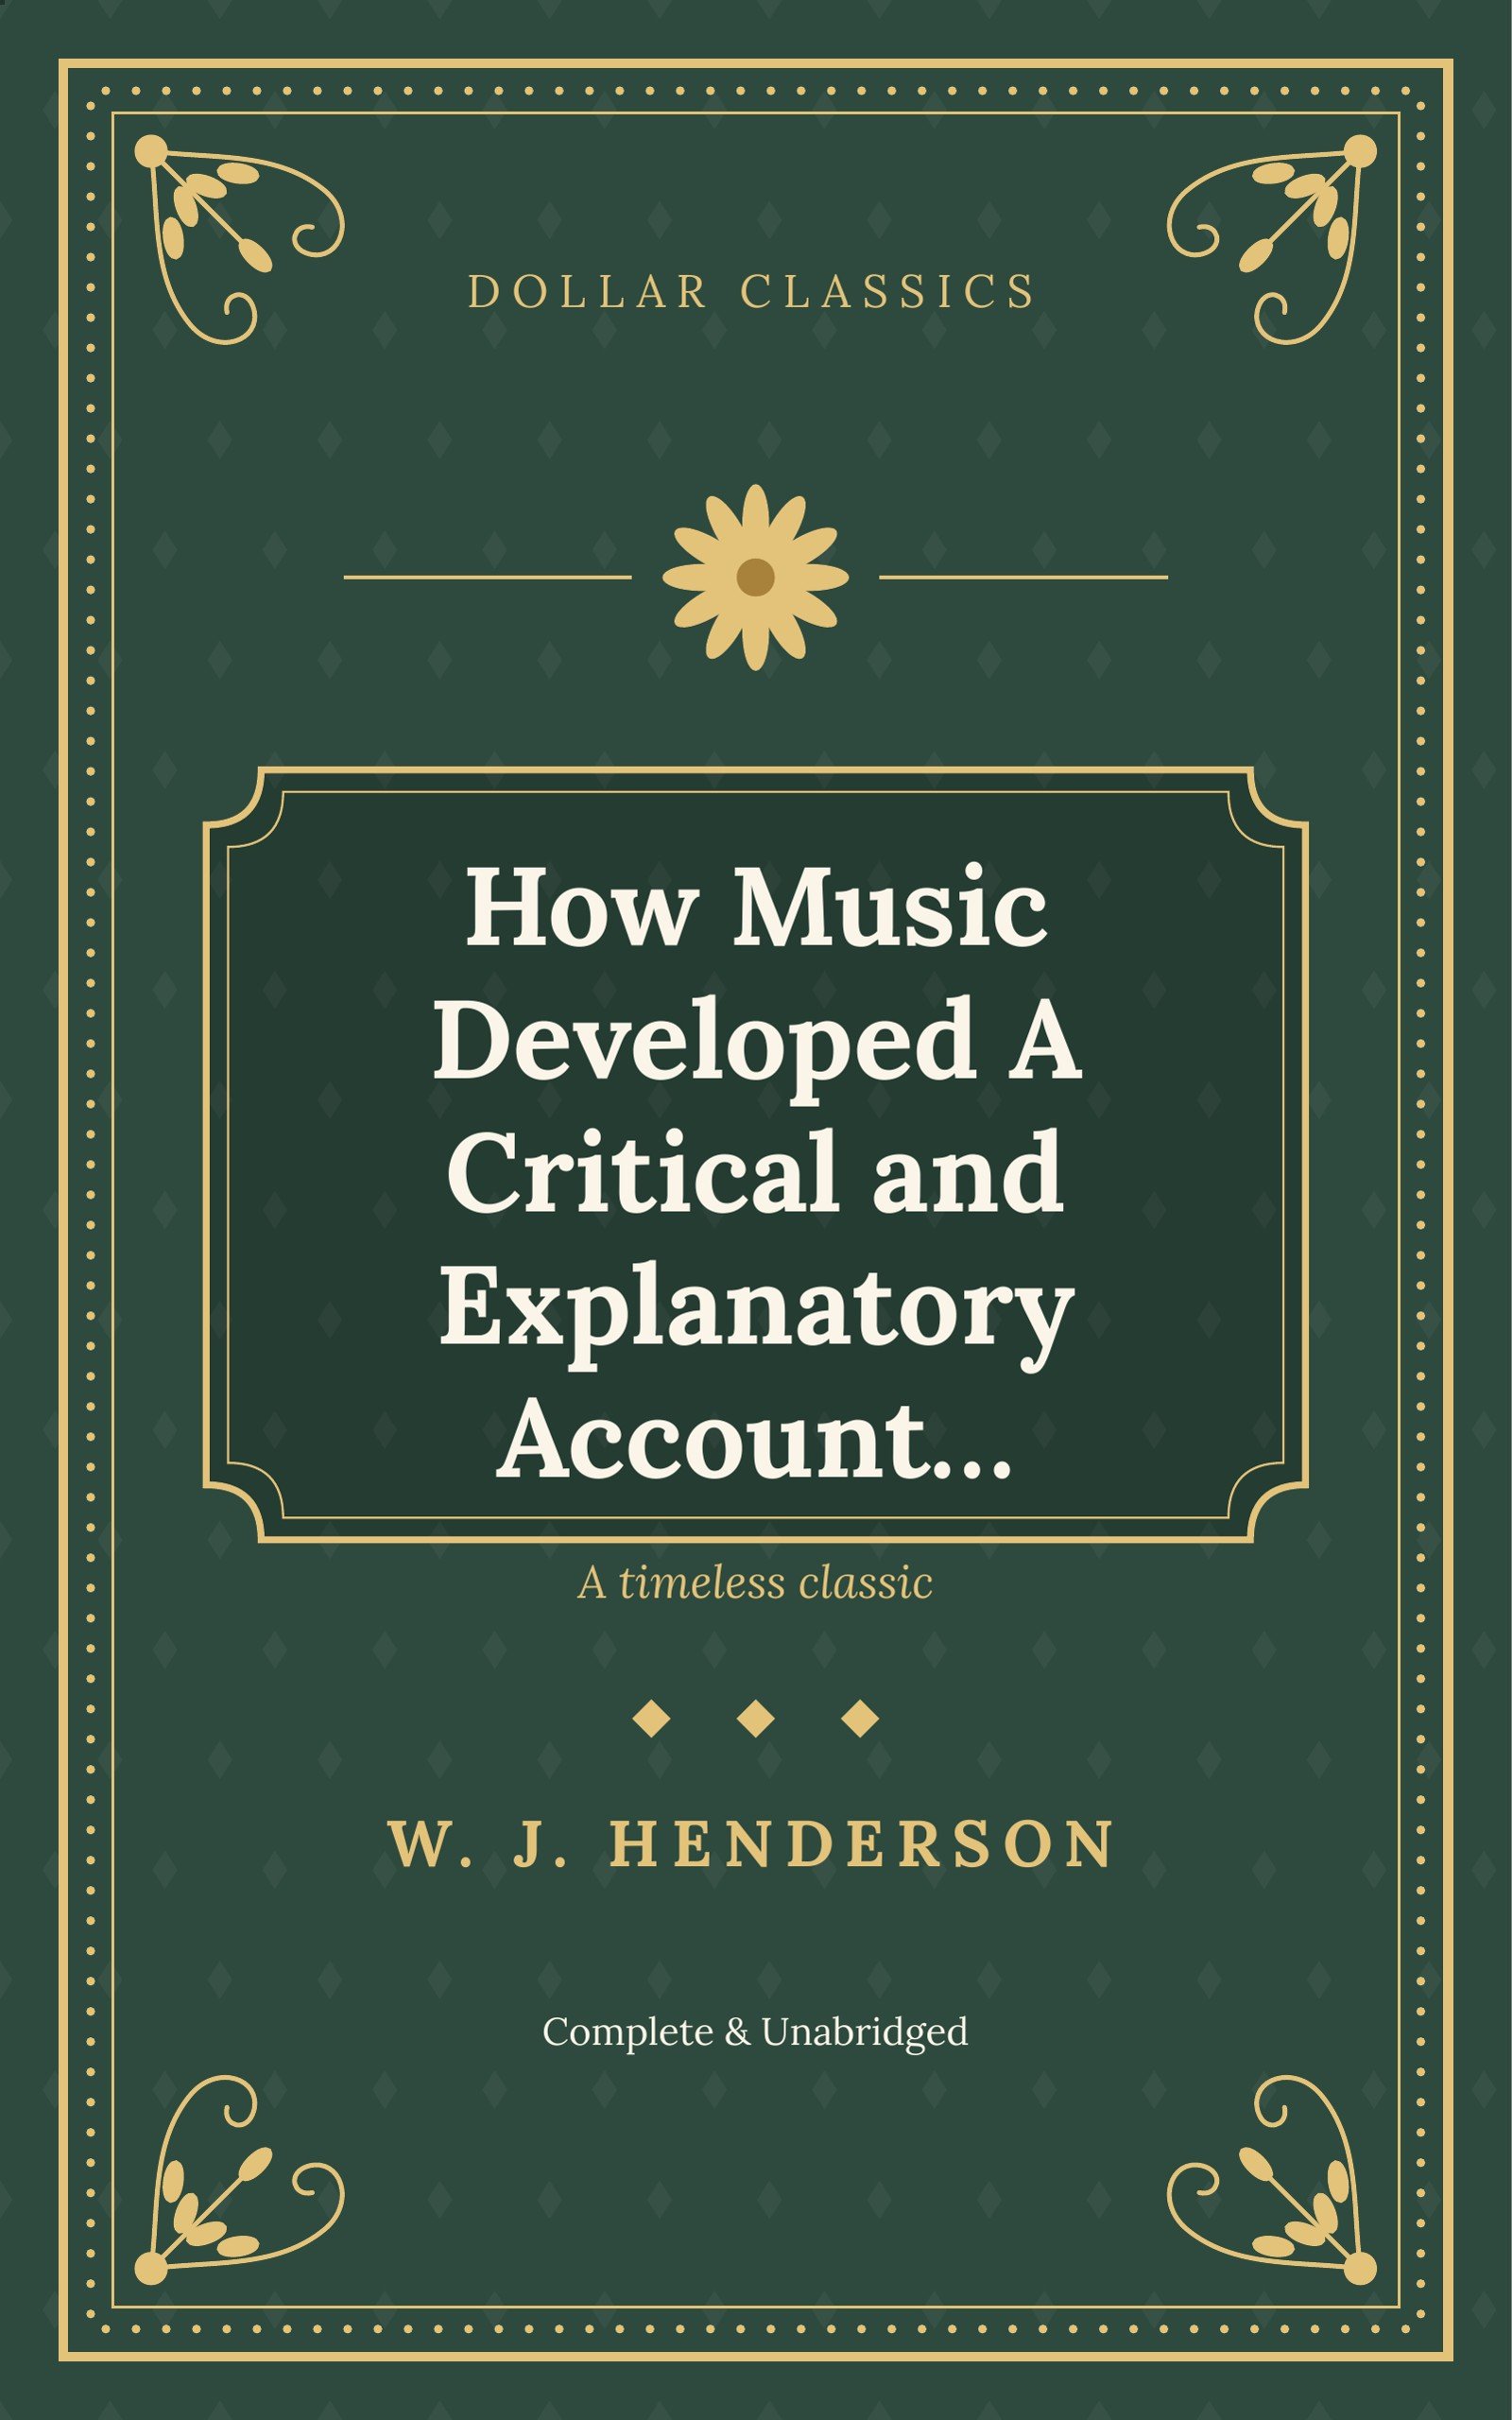 DOLLAR CLASSICS
How Music
Developed A
Critical and
Explanatory
Account...
A timeless classic
W. J. HENDERSON
Complete & Unabridged